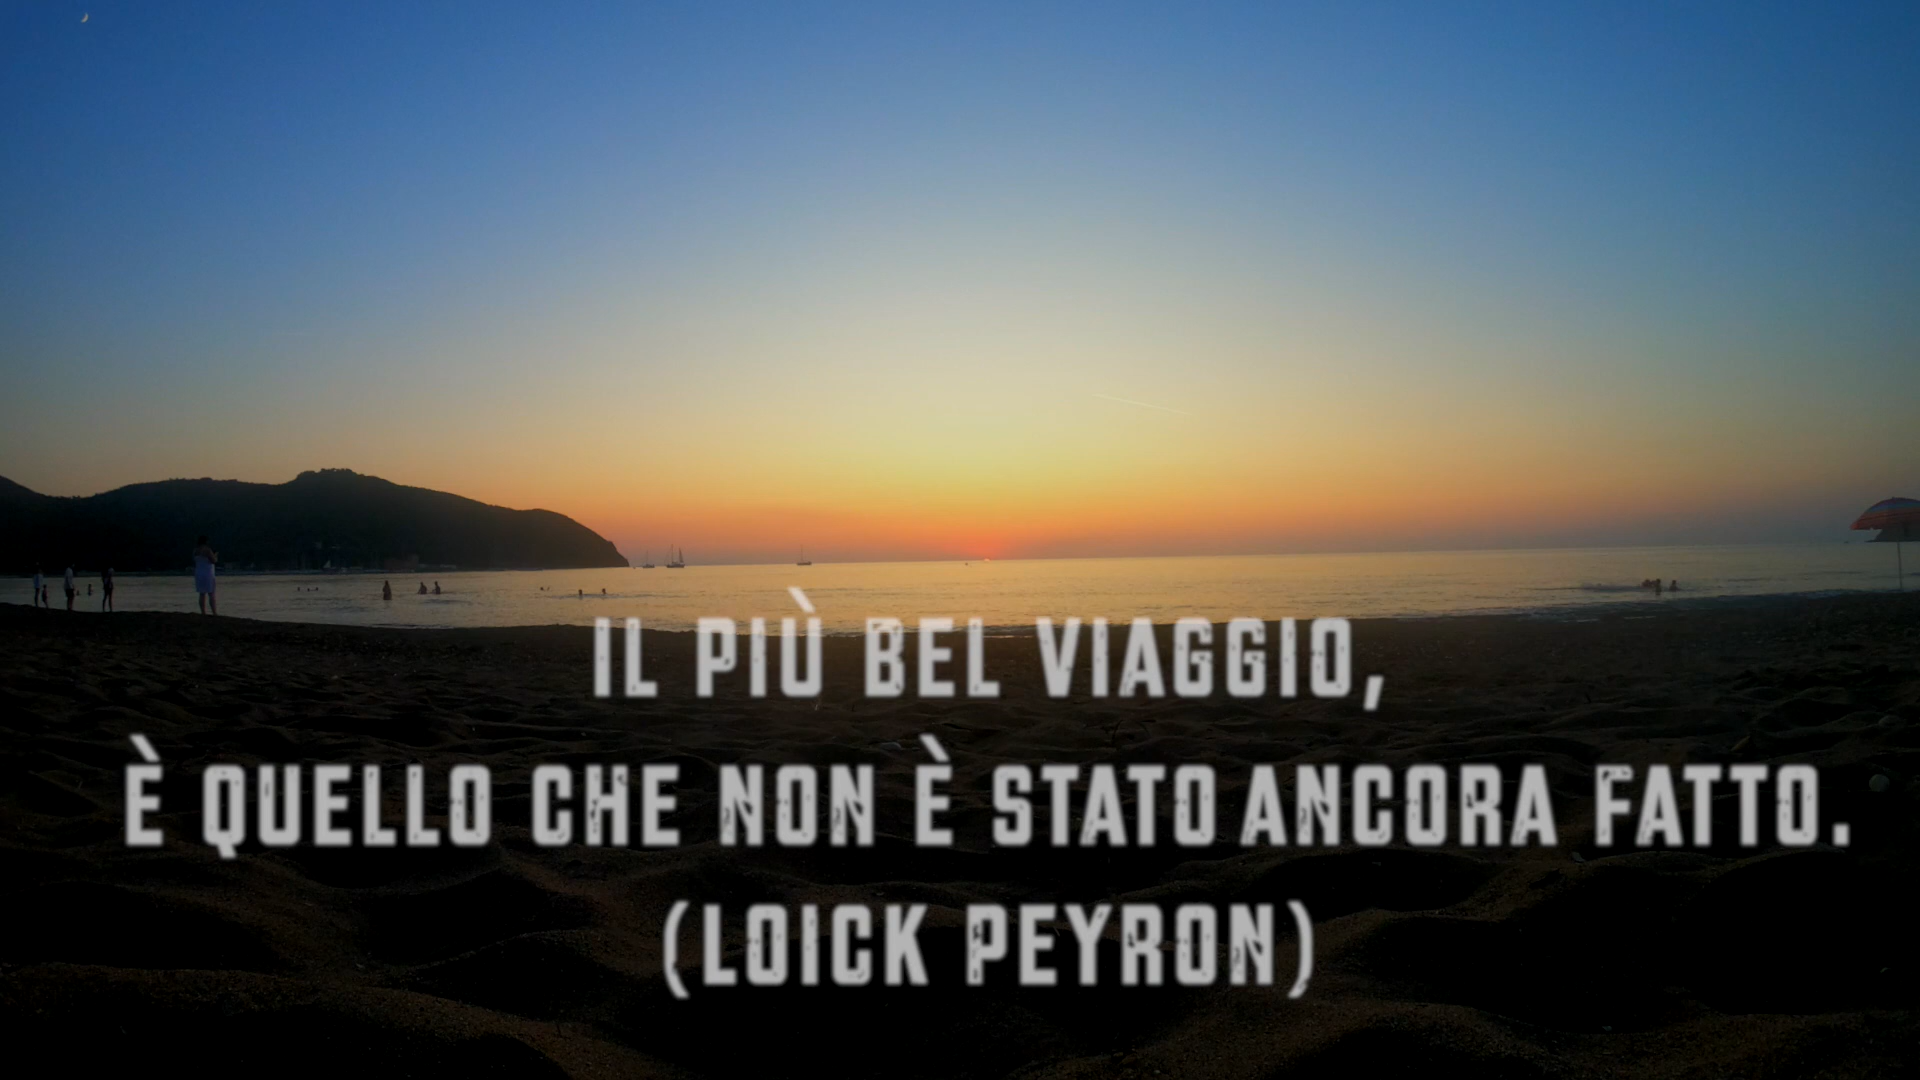 IL PIÙ BEL VIAGGIO,
È QUELLO CHE NON È STATO ANCORA FATTO.
(LOICK PEYRON)